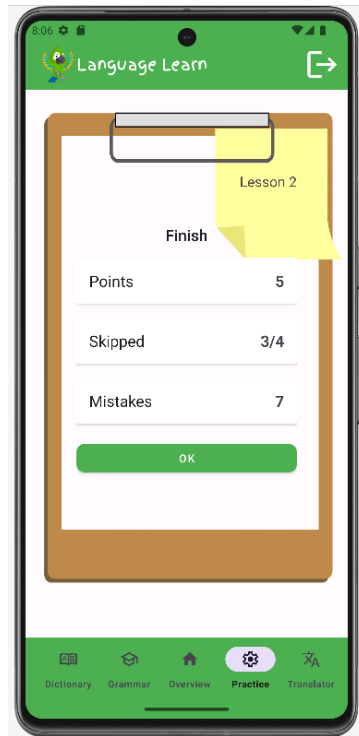 8:06
Language Learn
Lesson 2
Finish
Points 5
Skipped 3/4
Mistakes 7
OK
Dictionary Grammar Overview Practice Translator